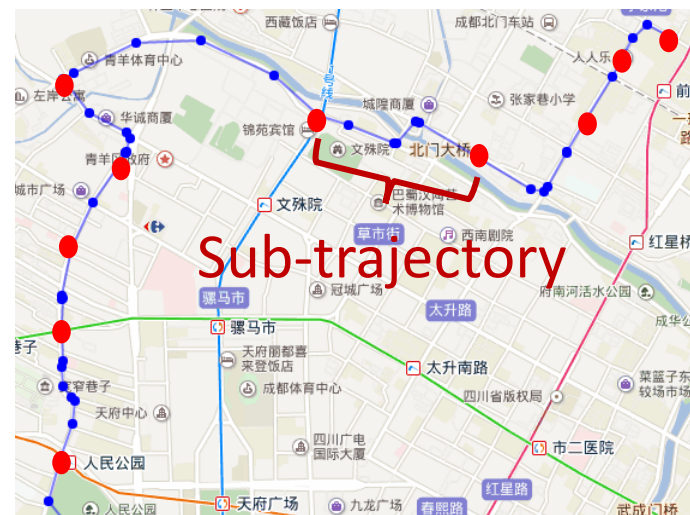 西藏饭店
成都北门车站
青羊体育中心
人人乐
左岸公寓
1号线
城隍商厦
张家巷小学
前
华诚商厦
锦苑宾馆
一环
路
文殊院
北门大桥
青羊区政府
城市广场
文殊院
巴蜀汉陶艺
术博物馆
草市街
西南剧院
红星桥
Sub-trajectory
府南河活水公园
骡马市
冠城广场
太升路
成华公
骡马市
巷子
天府丽都喜
来登饭店
太升南路
菜篮子东
较场市场
窄巷子
成都体育中心
四川省版权局
天府中心
四川广电
国际大厦
市二医院
人民公园
红星路
人民公园
天府广场
九龙广场
春熙路
武成门桥